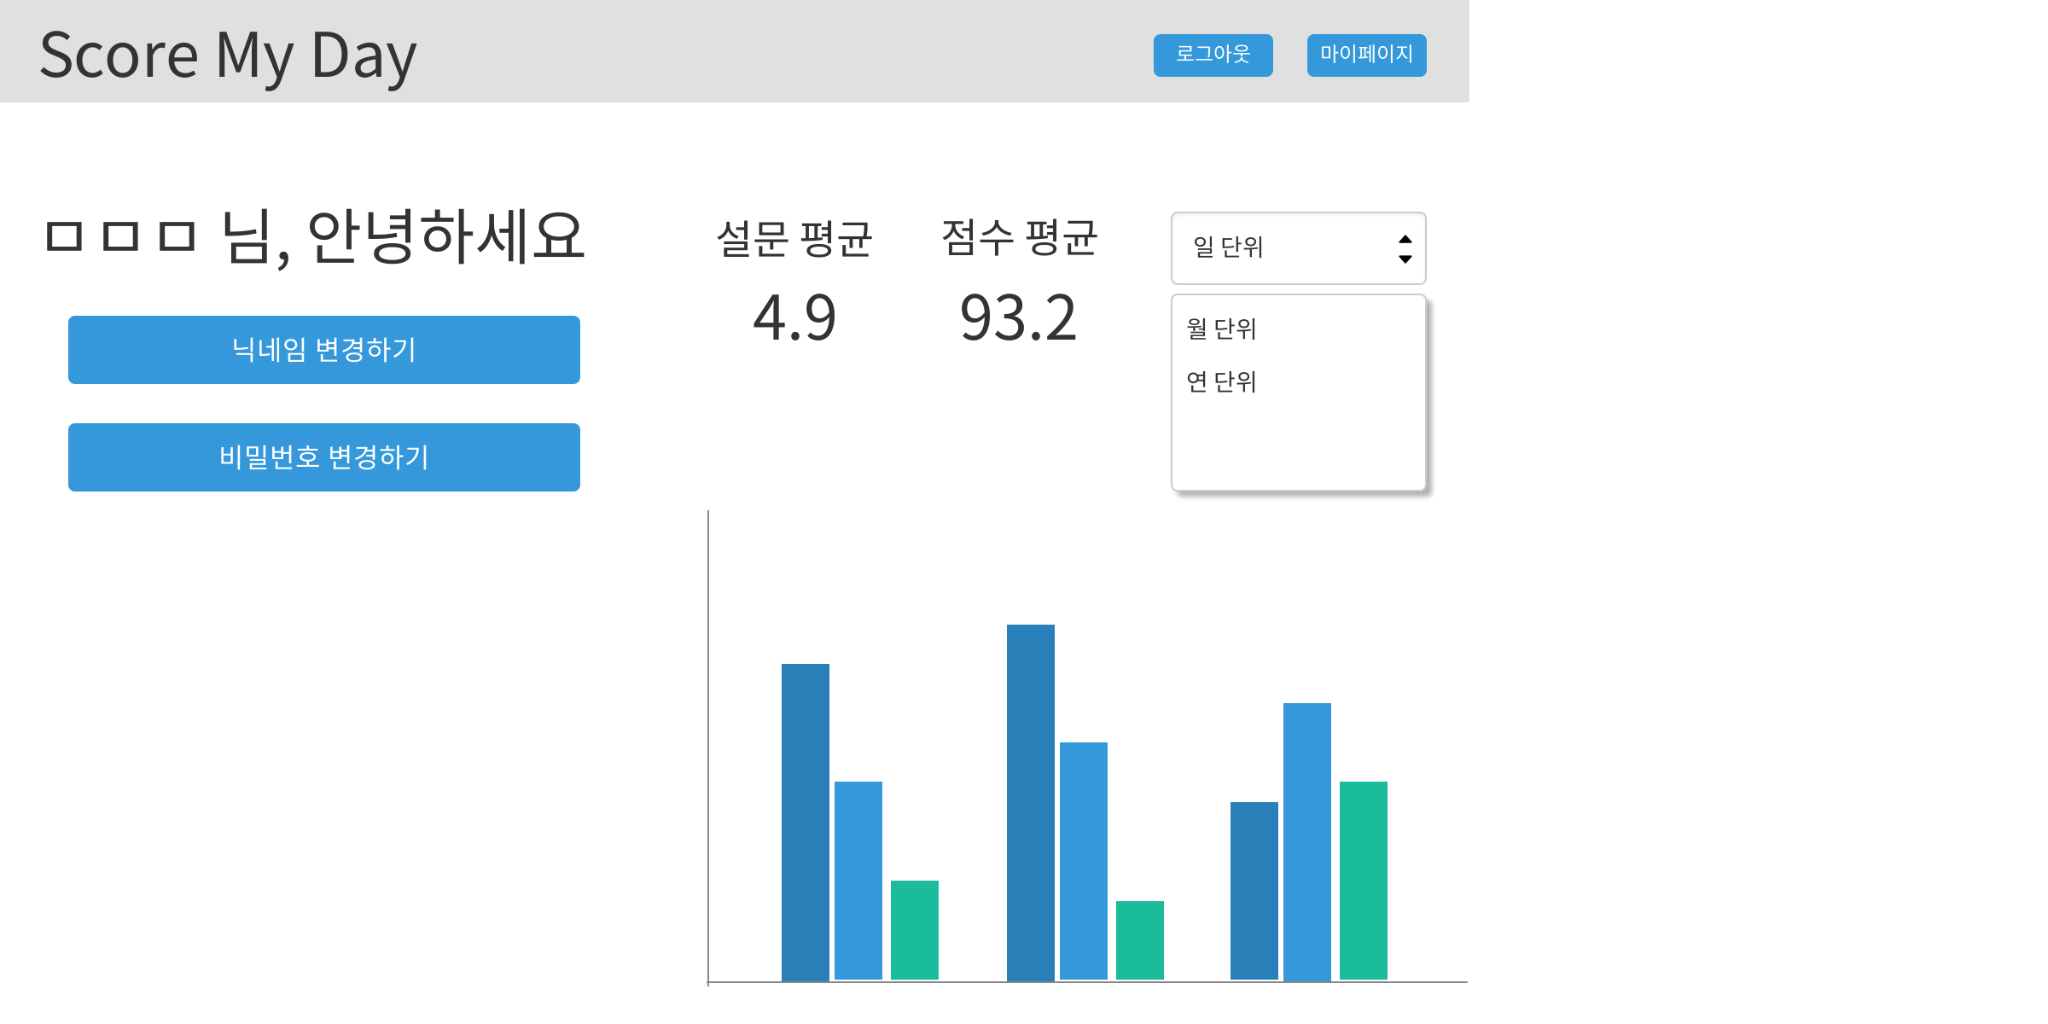 Score My Day
로그아웃
마이페이지
ㅁㅁㅁ 님, 안녕하세요
닉네임 변경하기
비밀번호 변경하기
설문 평균
4.9
점수 평균
93.2
일 단위
월 단위
연 단위